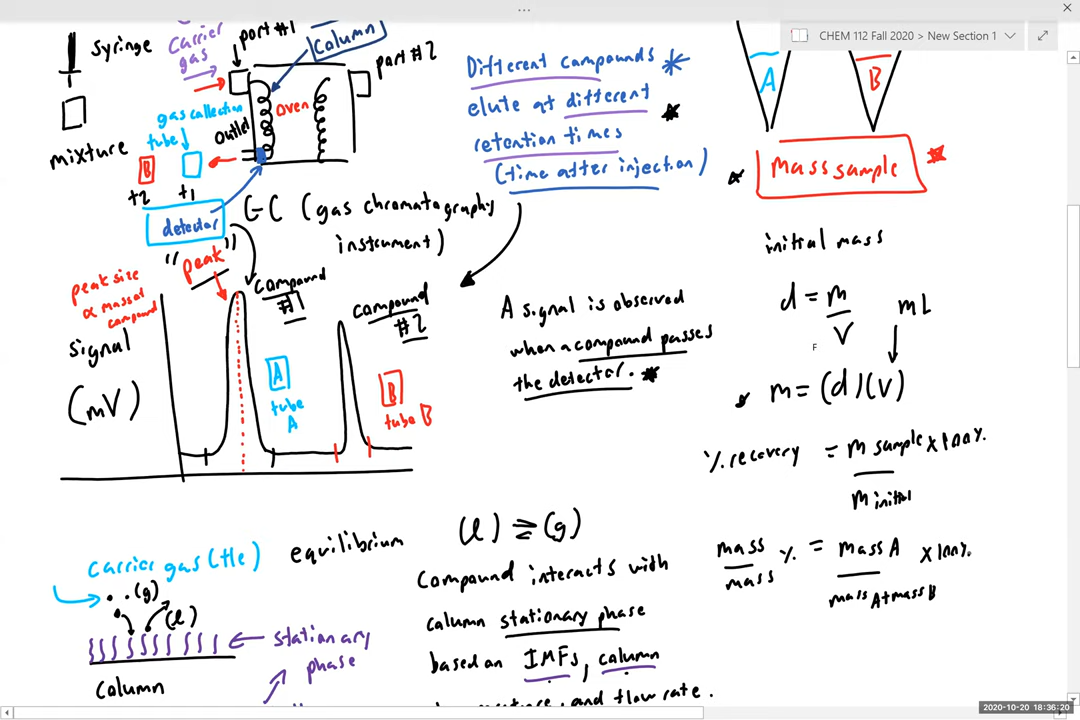 CHEM 112 Fall 2020 > New Section 1
Syringe
Carrier
gas
port #1
Column
port #2
oven
gas collection
tube
outlet
mixture
B
t2
t1
detector
GC (gas chromatography
instrument)
Different compounds
elute at different
retention times
(time after injection)
A
B
Mass sample
initial mass
d = m
V
mL
m = (d)(V)
% recovery = m sample x 100%
m initial
mass % = mass A x 100%
mass mass A + mass B
"peak"
peak size
∝ mass of
compound
compound
#1
compound
#2
Signal
(mV)
A
tube
A
B
tube B
A signal is observed
when a compound passes
the detector.
carrier gas (He)
equilibrium
(l) ⇌ (g)
(g)
(l)
stationary
phase
Column
Compound interacts with
column stationary phase
based on IMFs, column
, and flow rate.
2020-10-20 18:36:20